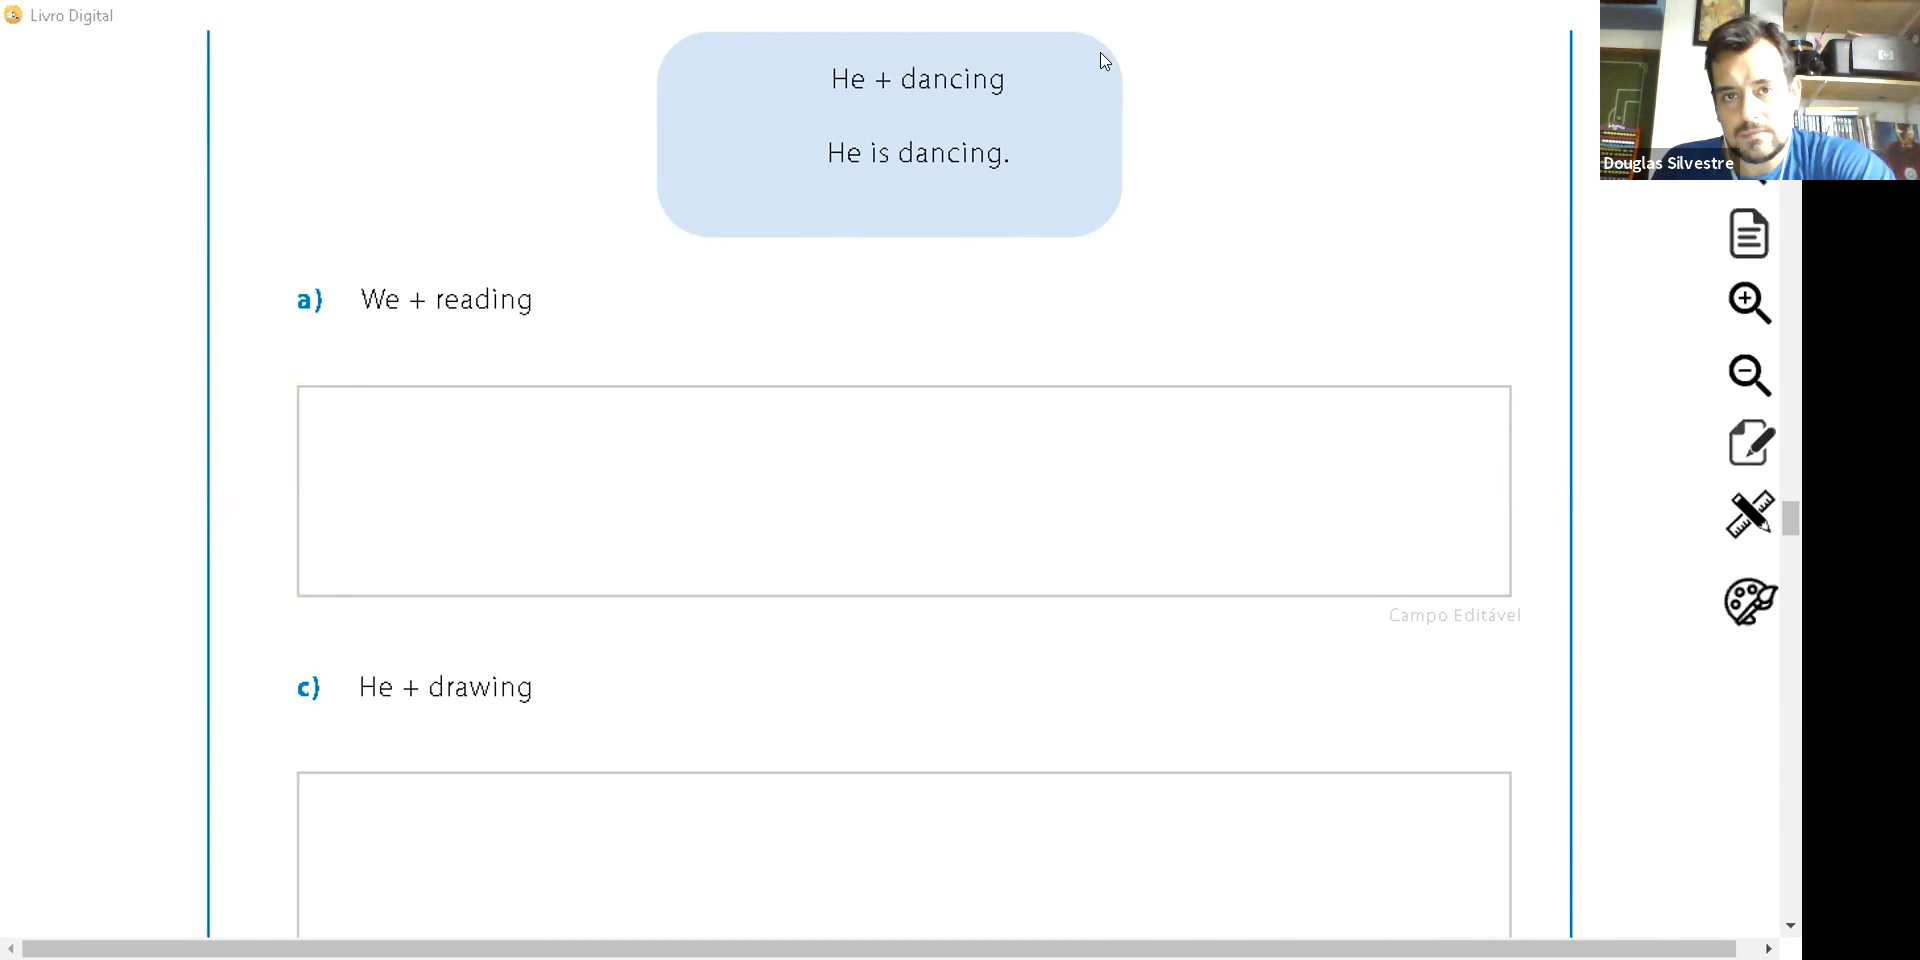 Livro Digital
He + dancing
He is dancing.
Douglas Silvestre
a) We + reading
Campo Editável
c) He + drawing